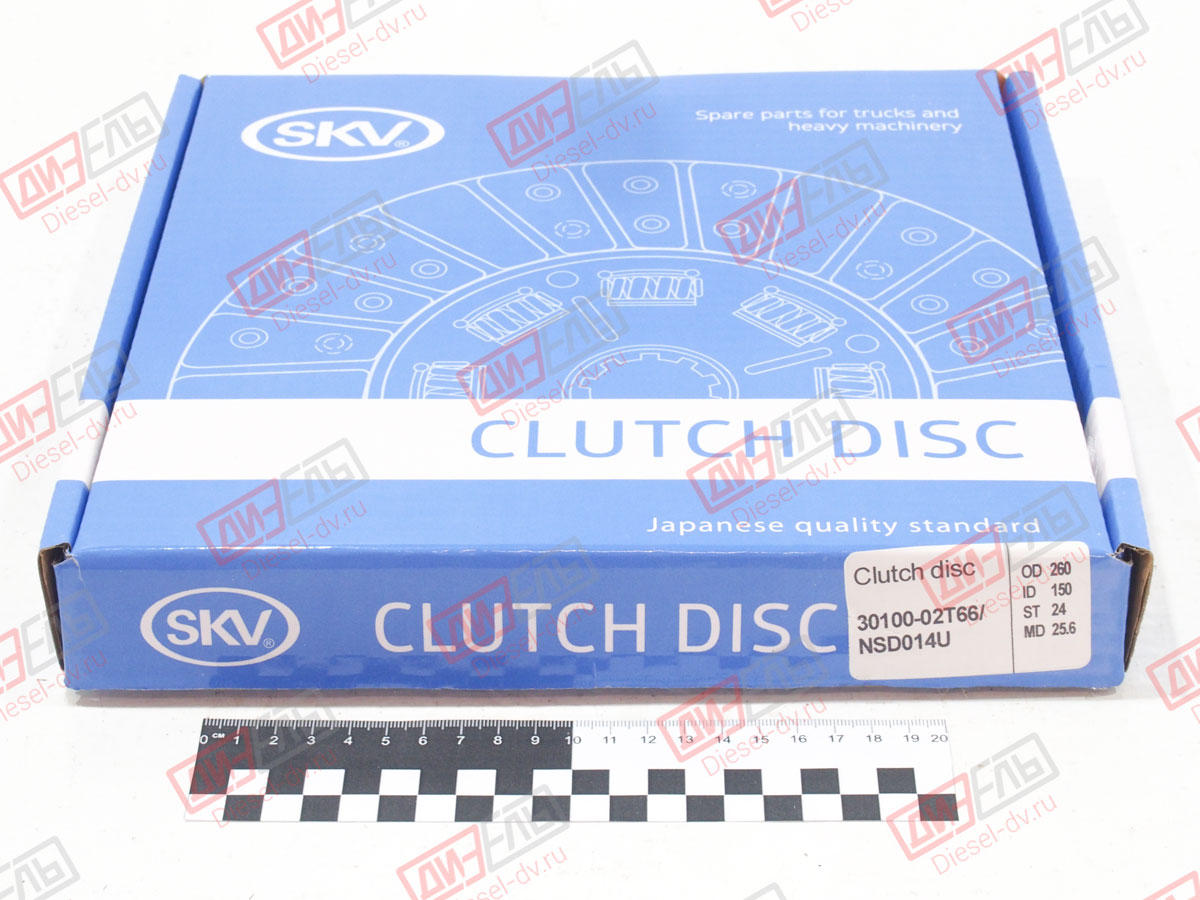 SKV®
Spare parts for trucks and
heavy machinery
CLUTCH DISC
Japanese quality standard
SKV®
CLUTCH DISC
Clutch disc
30100-02T66/
NSD014U
OD 260
ID 150
ST 24
MD 25.6
0 СМ 1 2 3 4 5 6 7 8 9 10 11 12 13 14 15 16 17 18 19 20
ДИЭЕЛЬ
Diesel-dv.ru